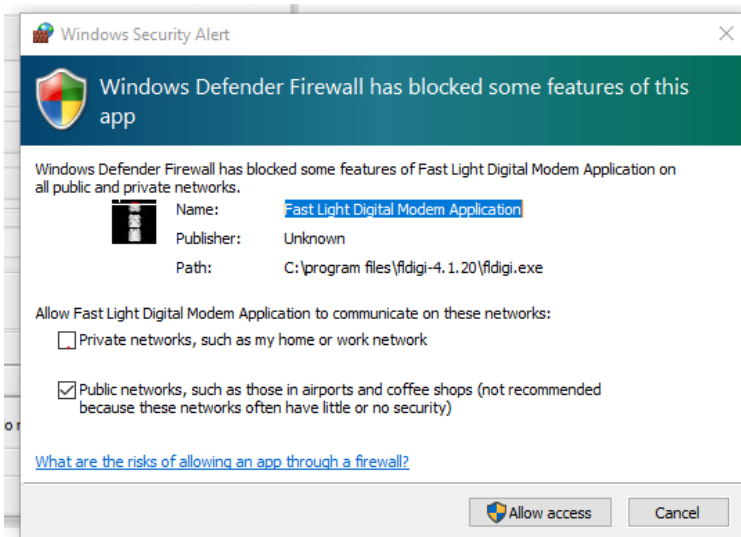 Windows Security Alert
Windows Defender Firewall has blocked some features of this
app
Windows Defender Firewall has blocked some features of Fast Light Digital Modem Application on
all public and private networks.
Name: Fast Light Digital Modem Application
Publisher: Unknown
Path: C:\program files\fldigi-4.1.20\fldigi.exe
Allow Fast Light Digital Modem Application to communicate on these networks:
Private networks, such as my home or work network
Public networks, such as those in airports and coffee shops (not recommended
because these networks often have little or no security)
What are the risks of allowing an app through a firewall?
Allow access Cancel